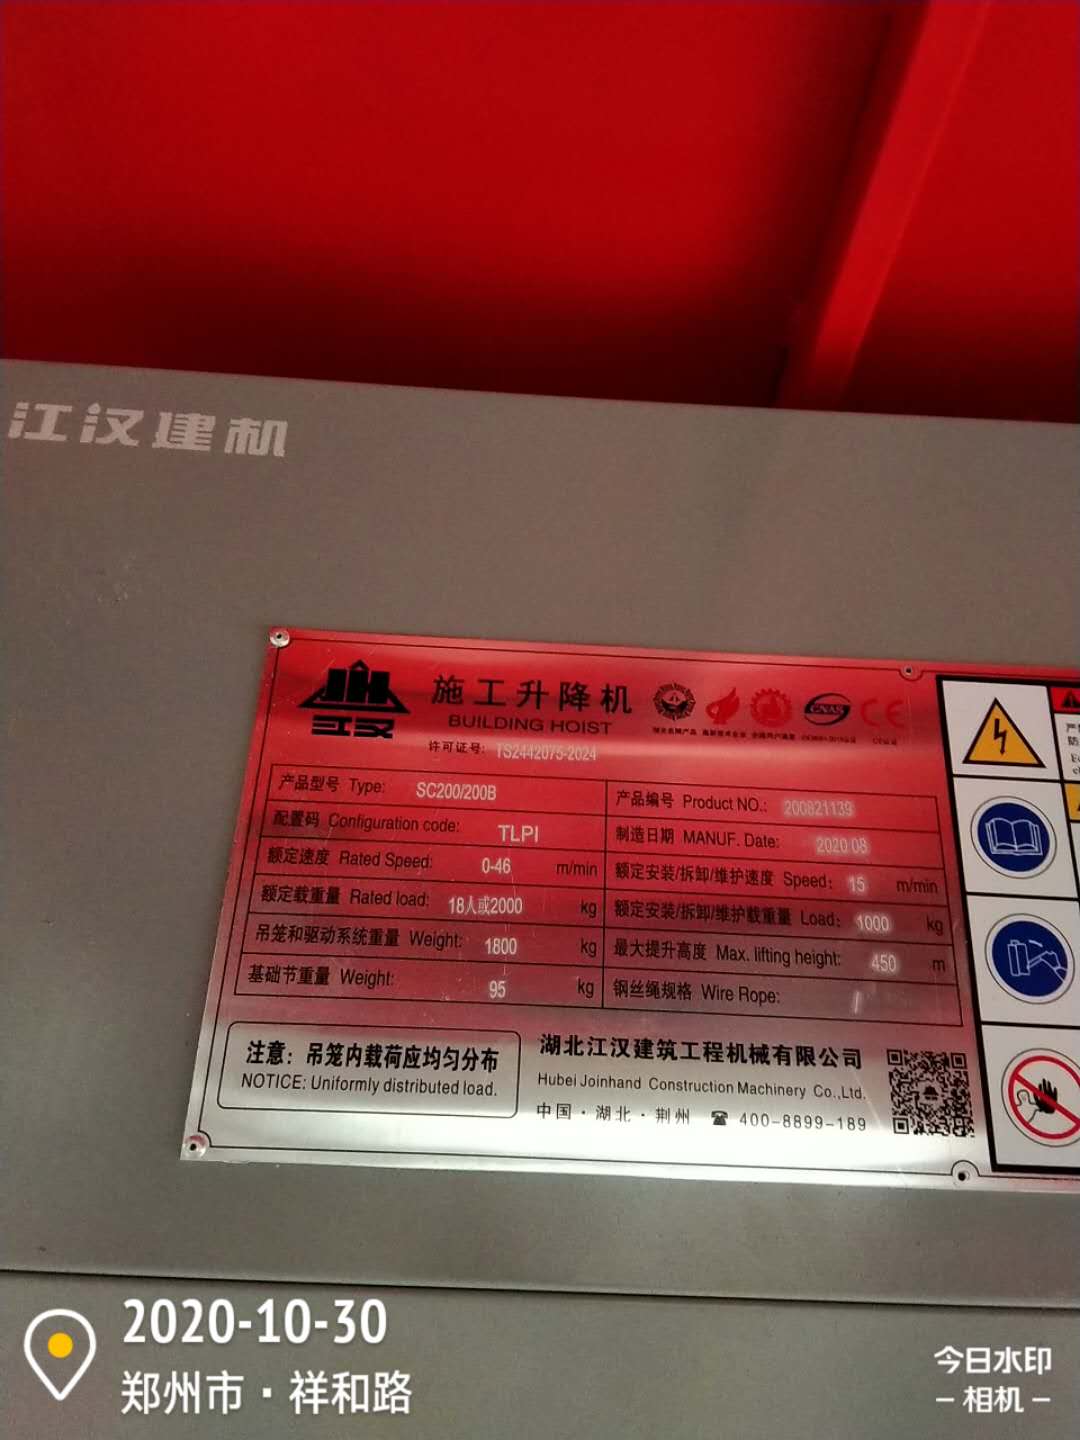 江汉建机
江汉
施工升降机
BUILDING HOIST
许可证号: TS2442075-2024
CNAS
CE
产品型号 Type: SC200/200B
产品编号 Product NO.: 200821139
配置码 Configuration code: TLPI
制造日期 MANUF. Date: 2020 08
额定速度 Rated Speed: 0-46 m/min
额定安装/拆卸/维护速度 Speed: 15 m/min
额定载重量 Rated load: 18人或2000 kg
额定安装/拆卸/维护载重量 Load: 1000 kg
吊笼和驱动系统重量 Weight: 1800 kg
最大提升高度 Max. lifting height: 450 m
基础节重量 Weight: 95 kg
钢丝绳规格 Wire Rope: /
注意: 吊笼内载荷应均匀分布
NOTICE: Uniformly distributed load.
湖北江汉建筑工程机械有限公司
Hubei Joinhand Construction Machinery Co.,Ltd.
中国·湖北·荆州 ☎ 400-8899-189
2020-10-30
郑州市·祥和路
今日水印
相机